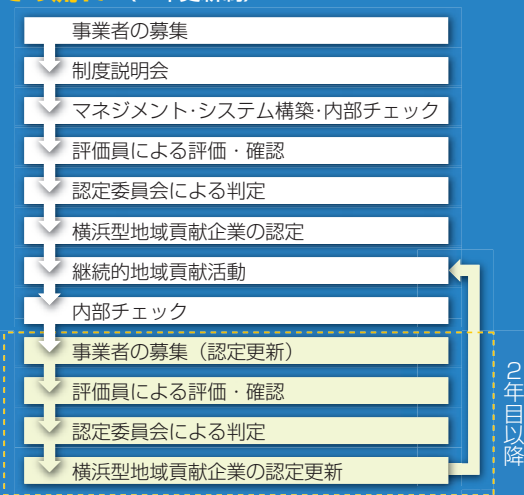 事業者の募集
制度説明会
マネジメント・システム構築・内部チェック
評価員による評価・確認
認定委員会による判定
横浜型地域貢献企業の認定
継続的地域貢献活動
内部チェック
事業者の募集（認定更新）
評価員による評価・確認
認定委員会による判定
横浜型地域貢献企業の認定更新
2年目以降